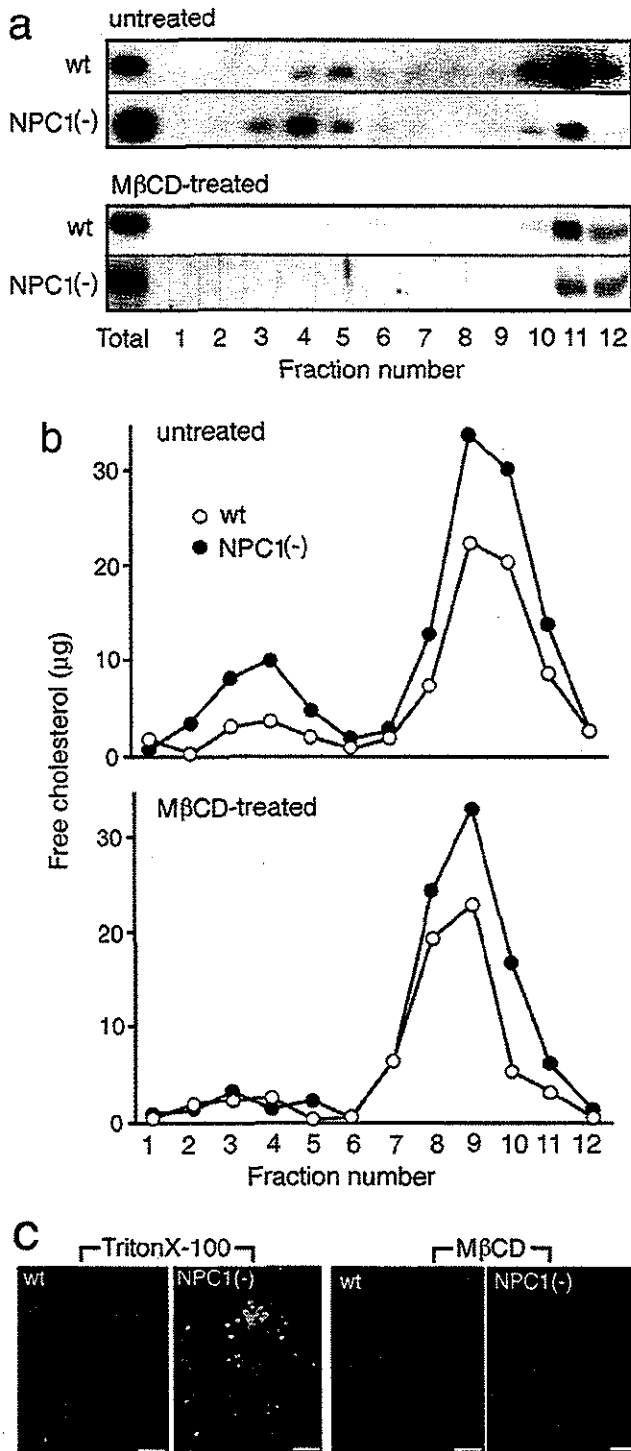 a
untreated
wt
NPC1(-)
MβCD-treated
wt
NPC1(-)
Total 1 2 3 4 5 6 7 8 9 10 11 12
Fraction number
b
untreated
wt
NPC1(-)
30
20
10
0
Free cholesterol (µg)
MβCD-treated
30
20
10
0
1 2 3 4 5 6 7 8 9 10 11 12
Fraction number
c
TritonX-100
MβCD
wt
NPC1(-)
wt
NPC1(-)